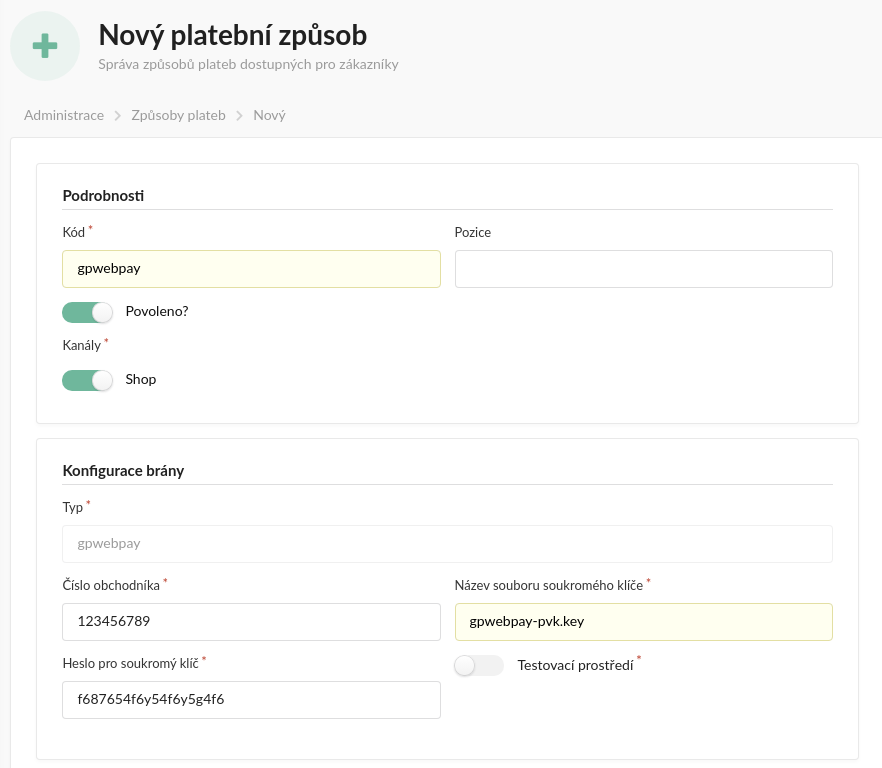 Nový platební způsob
Správa způsobů plateb dostupných pro zákazníky
Administrace > Způsoby plateb > Nový
Podrobnosti
Kód *
Pozice
gpwebpay
Povoleno?
Kanály *
Shop
Konfigurace brány
Typ *
gpwebpay
Číslo obchodníka *
Název souboru soukromého klíče *
123456789
gpwebpay-pvk.key
Heslo pro soukromý klíč *
Testovací prostředí *
f687654f6y54f6y5g4f6